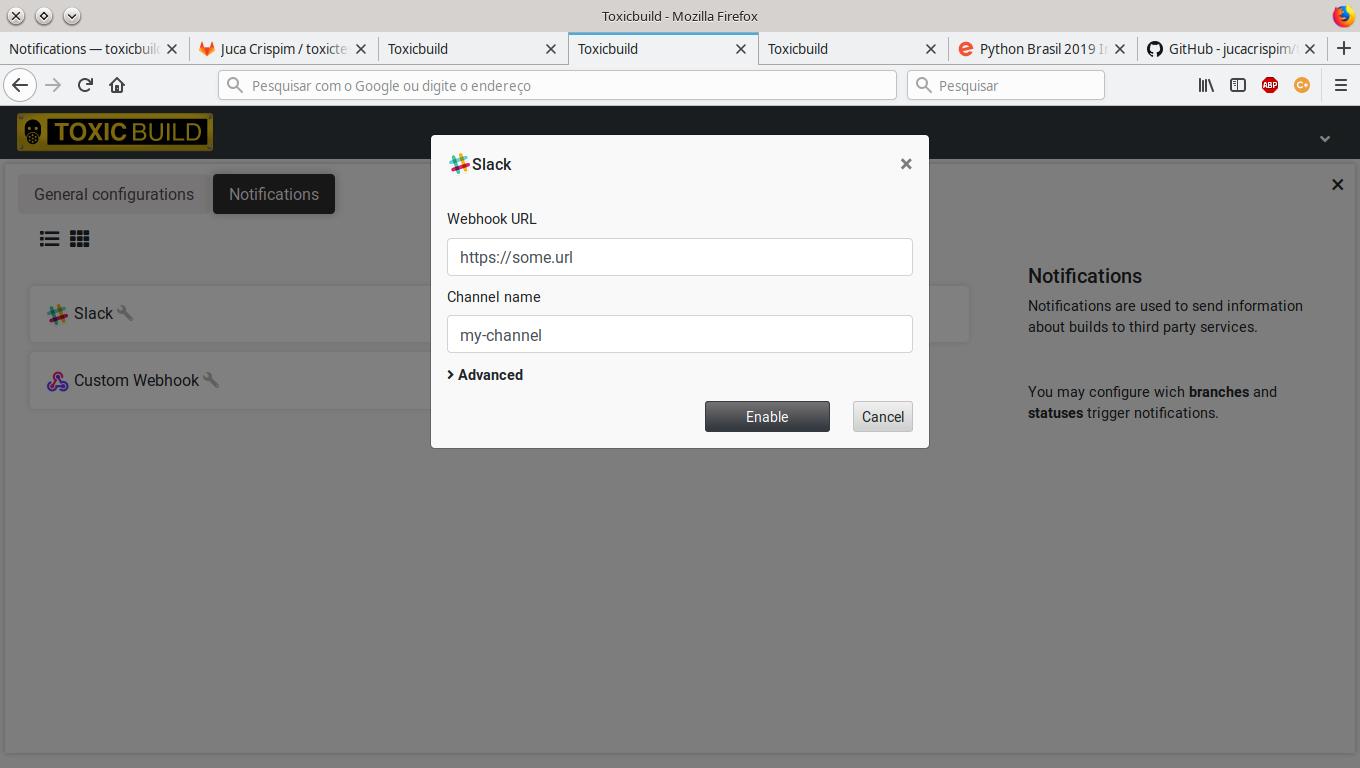 Toxicbuild - Mozilla Firefox
Notifications — toxicbuild
Juca Crispim / toxicte
Toxicbuild
Toxicbuild
Toxicbuild
Python Brasil 2019
GitHub - jucacrispim/
Pesquisar com o Google ou digite o endereço
Pesquisar
ABP
C+
TOXICBUILD
General configurations
Notifications
Slack
Custom Webhook
Slack
Webhook URL
https://some.url
Channel name
my-channel
Advanced
Enable
Cancel
Notifications
Notifications are used to send information
about builds to third party services.
You may configure wich branches and
statuses trigger notifications.